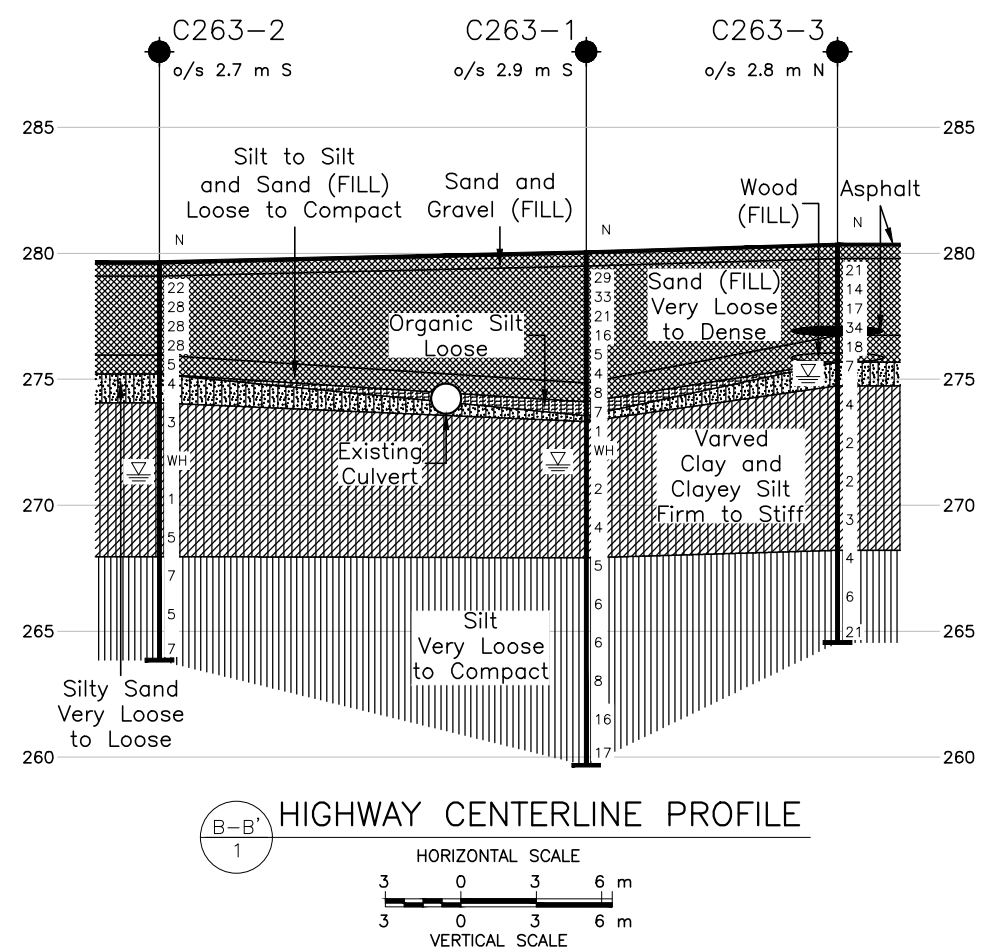 C263-2
o/s 2.7 m S
C263-1
o/s 2.9 m S
C263-3
o/s 2.8 m N
285
285
Silt to Silt
and Sand (FILL)
Loose to Compact
Sand and
Gravel (FILL)
Wood
(FILL)
Asphalt
N
N
N
280
280
22
28
28
28
5
4
3
WH
1
5
7
5
7
29
33
21
16
5
4
8
7
1
WH
2
4
5
6
6
8
16
17
21
14
17
34
18
7
4
2
2
3
4
6
21
Sand (FILL)
Very Loose
to Dense
Organic Silt
Loose
275
275
Existing
Culvert
Varved
Clay and
Clayey Silt
Firm to Stiff
270
270
Silt
Very Loose
to Compact
265
265
Silty Sand
Very Loose
to Loose
260
260
B-B'
1
HIGHWAY CENTERLINE PROFILE
HORIZONTAL SCALE
3 0 3 6 m
3 0 3 6 m
VERTICAL SCALE